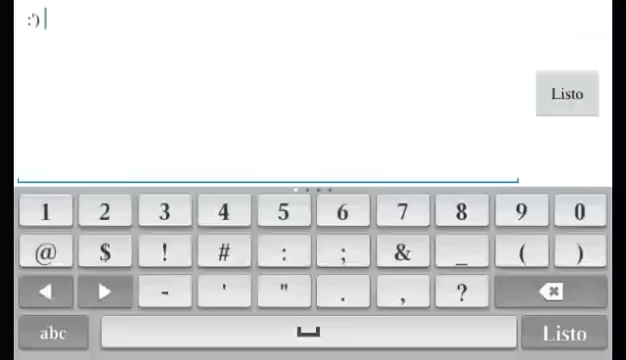 :')
Listo
1 2 3 4 5 6 7 8 9 0
@ $ ! # : ; & _ ( )
- ' " . , ?
abc Listo